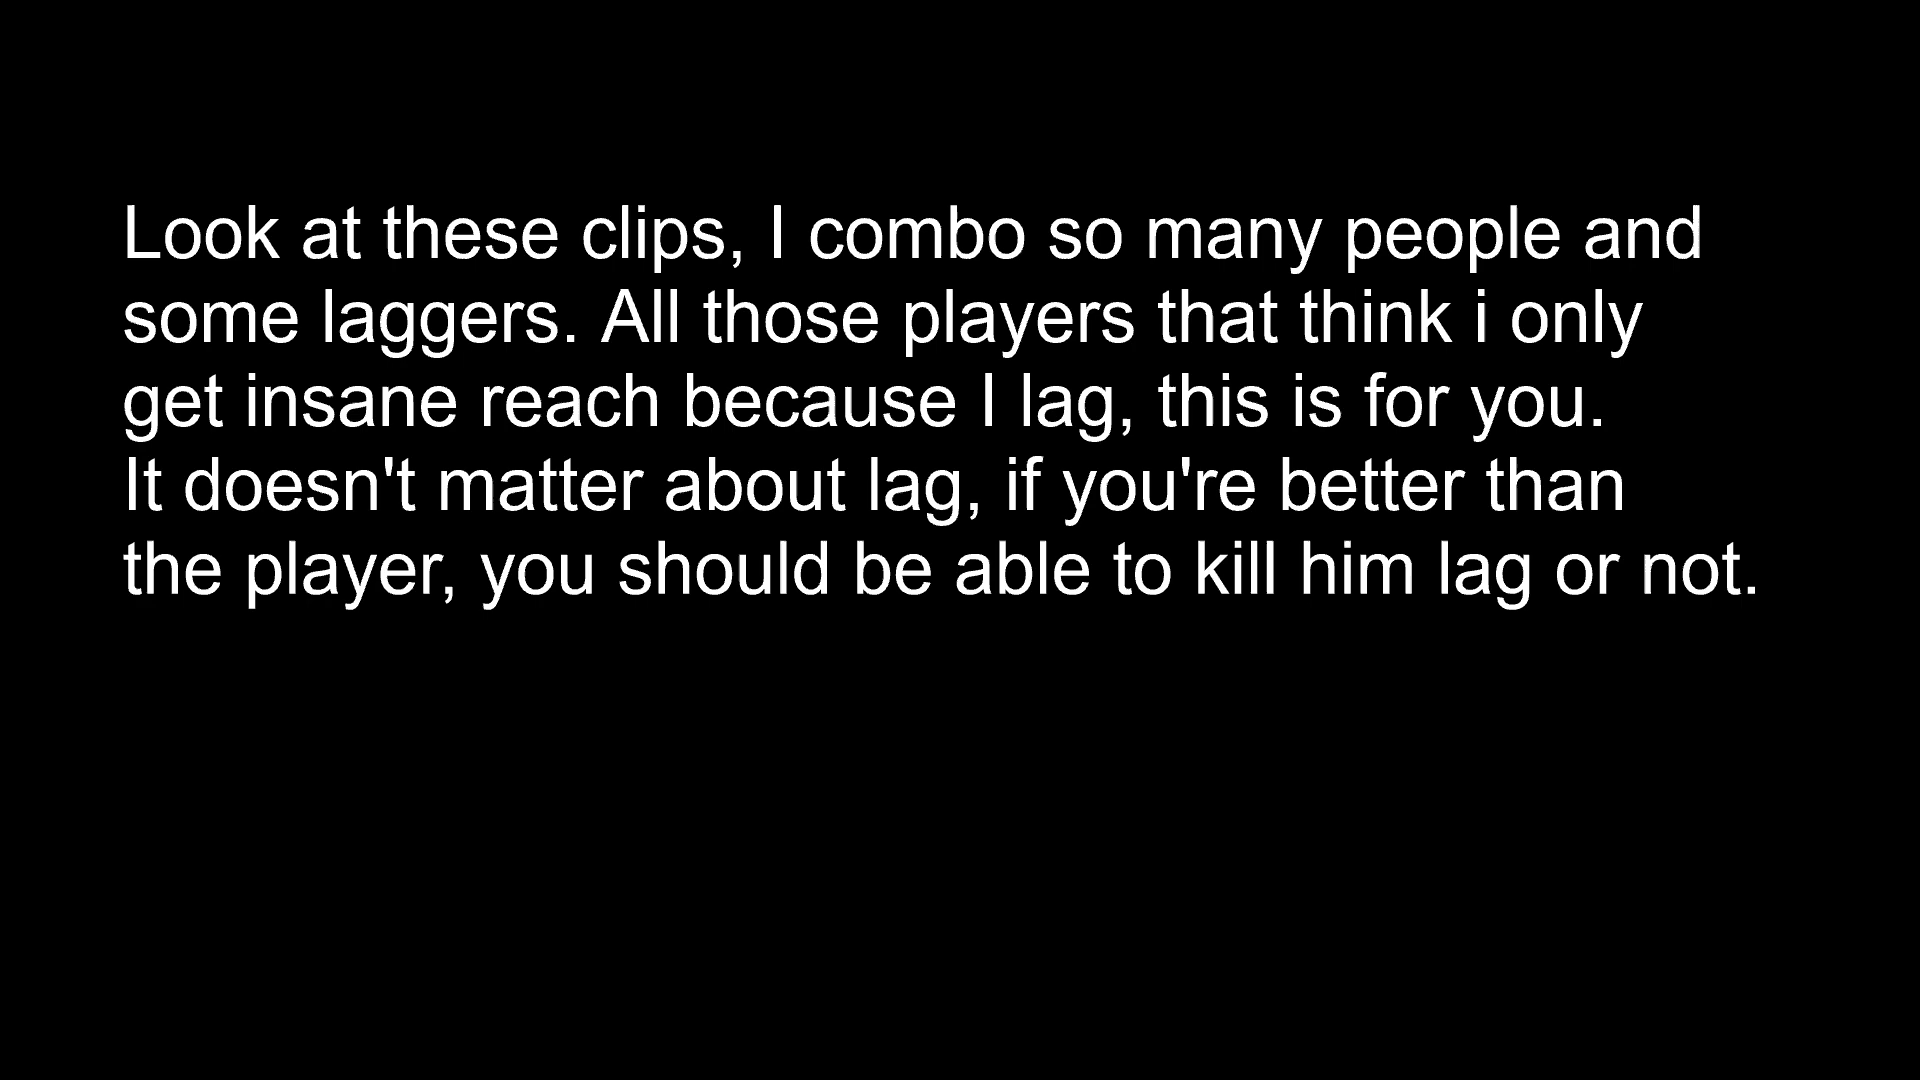 Look at these clips, I combo so many people and
some laggers. All those players that think i only
get insane reach because I lag, this is for you.
It doesn't matter about lag, if you're better than
the player, you should be able to kill him lag or not.